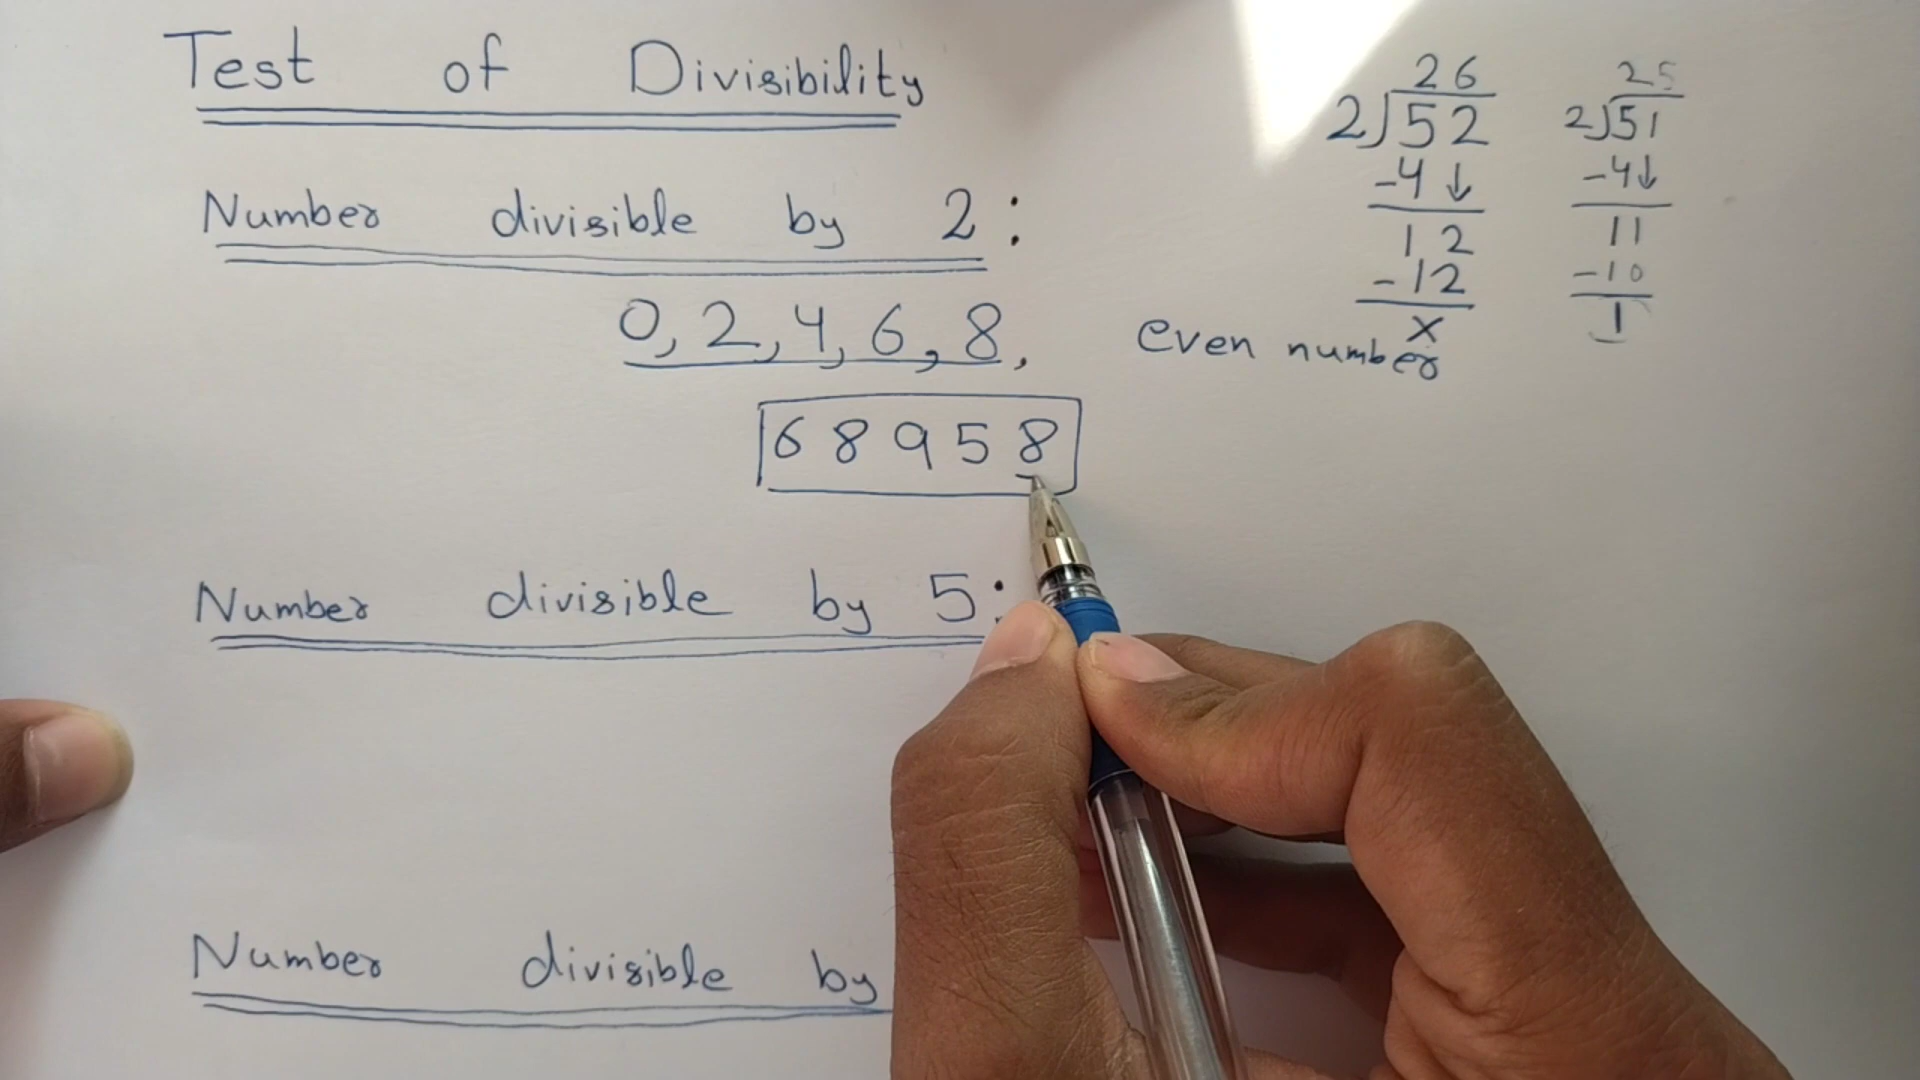 Test of Divisibility
Number divisible by 2:
0, 2, 4, 6, 8,
even number
68958
Number divisible by 5:
Number divisible by
26
2)52
-4↓
12
-12
x
25
2)51
-4↓
11
-10
1